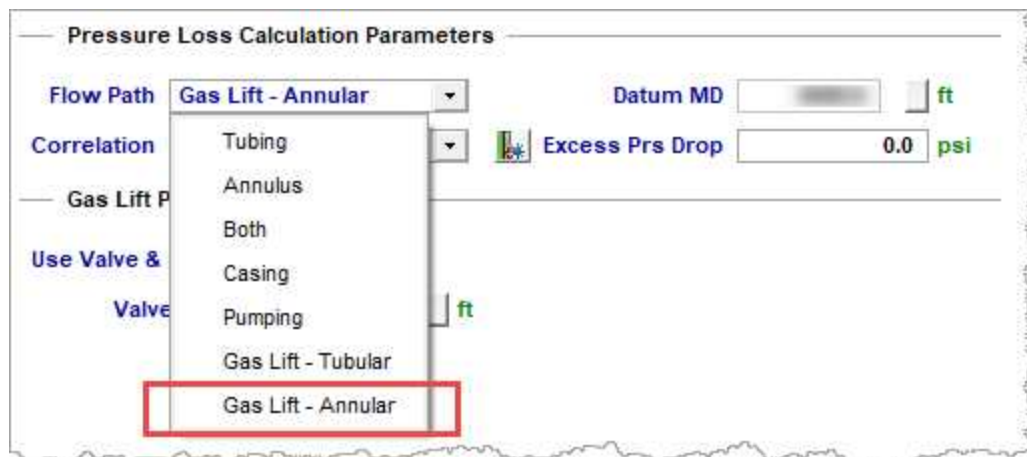 Pressure Loss Calculation Parameters
Flow Path Gas Lift - Annular Datum MD ft
Correlation Excess Prs Drop 0.0 psi
Tubing
Annulus
Both
Casing
Pumping
Gas Lift - Tubular
Gas Lift - Annular
Gas Lift P
Use Valve &
Valve ft